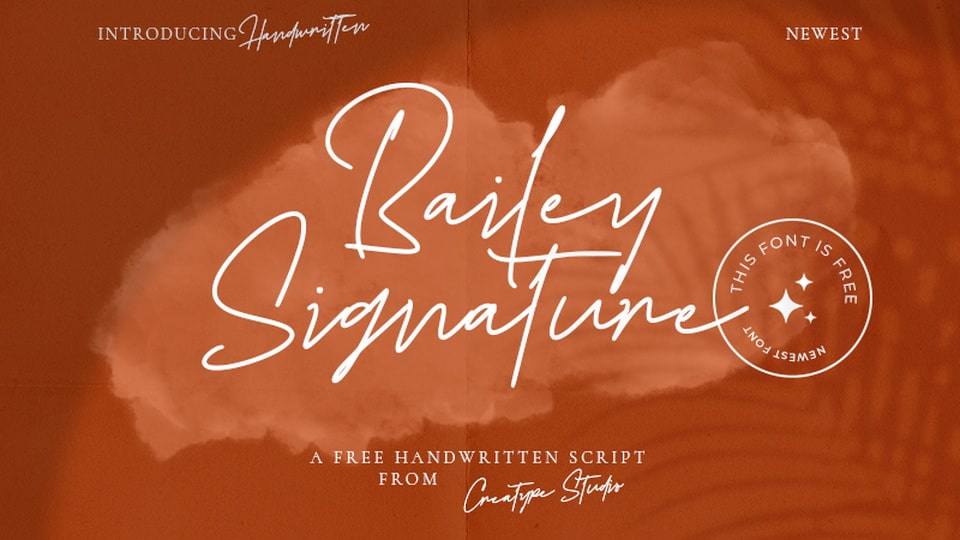 INTRODUCING Handwritten
NEWEST
Bailey
Signature
THIS FONT IS FREE
NEWEST FONT
A FREE HANDWRITTEN SCRIPT
FROM Creatype Studio